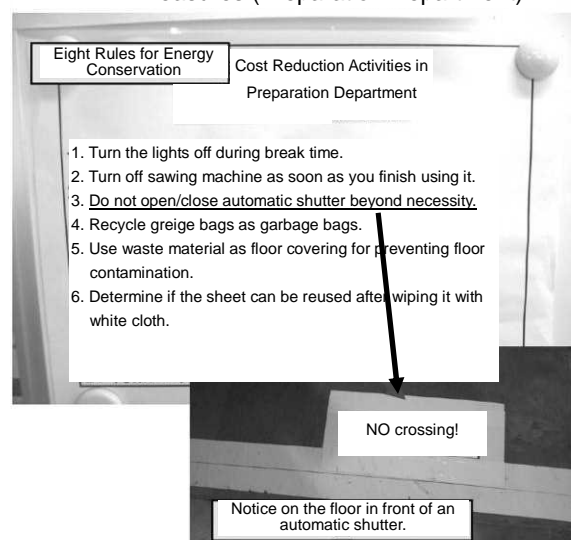 (Preparation Department)
Eight Rules for Energy
Conservation
Cost Reduction Activities in
Preparation Department
1. Turn the lights off during break time.
2. Turn off sawing machine as soon as you finish using it.
3. Do not open/close automatic shutter beyond necessity.
4. Recycle greige bags as garbage bags.
5. Use waste material as floor covering for preventing floor
contamination.
6. Determine if the sheet can be reused after wiping it with
white cloth.
NO crossing!
Notice on the floor in front of an
automatic shutter.